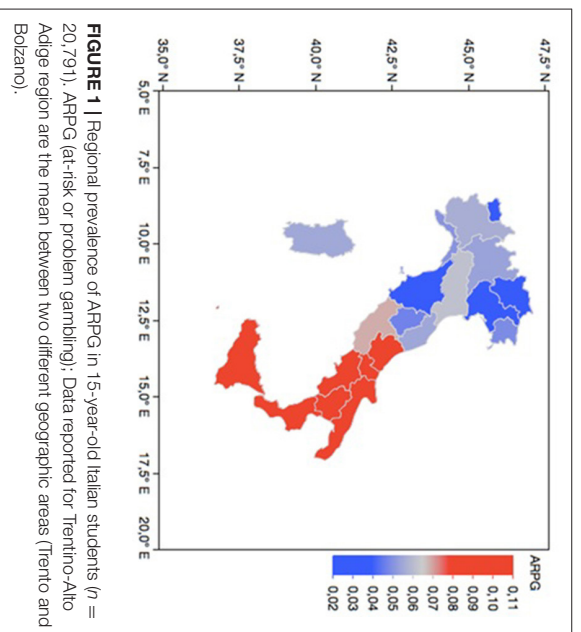 ARPG
0,11
0,10
0,09
0,08
0,07
0,06
0,05
0,04
0,03
0,02
47,5° N
45,0° N
42,5° N
40,0° N
37,5° N
35,0° N
5,0° E 7,5° E 10,0° E 12,5° E 15,0° E 17,5° E 20,0° E
FIGURE 1 | Regional prevalence of ARPG in 15-year-old Italian students (n =
20,791). ARPG (at-risk or problem gambling); Data reported for Trentino-Alto
Adige region are the mean between two different geographic areas (Trento and
Bolzano).